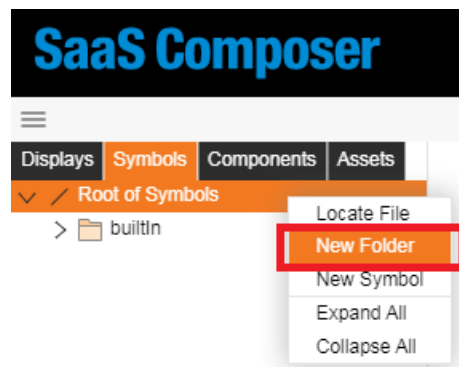 SaaS Composer
Displays Symbols Components Assets
Root of Symbols
builtIn
Locate File
New Folder
New Symbol
Expand All
Collapse All